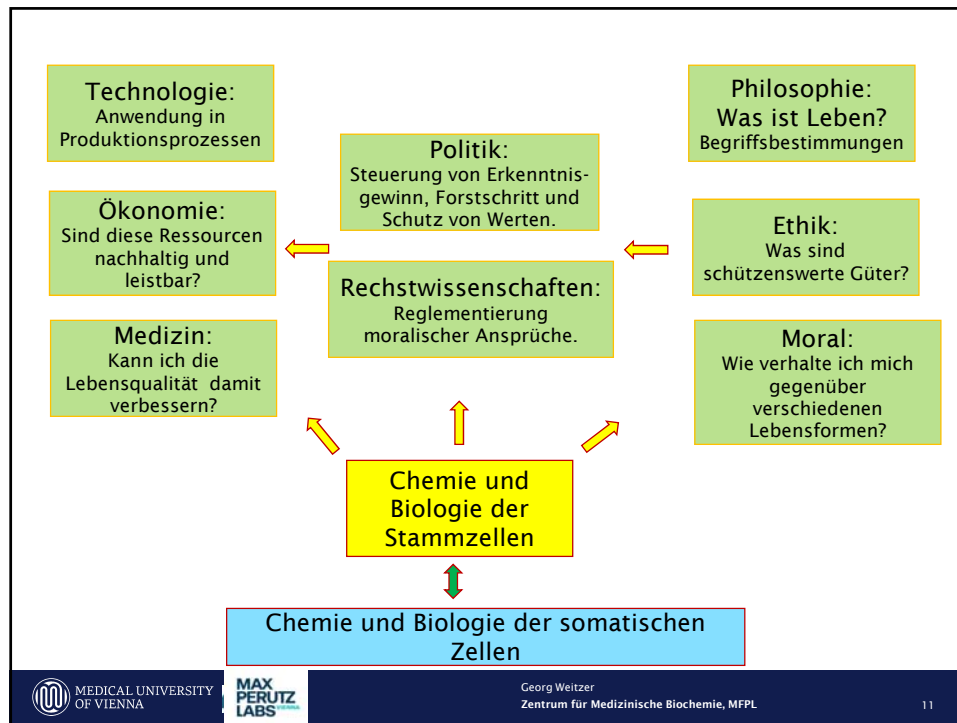 Technologie:
Anwendung in
Produktionsprozessen
Ökonomie:
Sind diese Ressourcen
nachhaltig und
leistbar?
Medizin:
Kann ich die
Lebensqualität damit
verbessern?
Politik:
Steuerung von Erkenntnis-
gewinn, Forstschritt und
Schutz von Werten.
Rechstwissenschaften:
Reglementierung
moralischer Ansprüche.
Philosophie:
Was ist Leben?
Begriffsbestimmungen
Ethik:
Was sind
schützenswerte Güter?
Moral:
Wie verhalte ich mich
gegenüber
verschiedenen
Lebensformen?
Chemie und
Biologie der
Stammzellen
Chemie und Biologie der somatischen
Zellen
MEDICAL UNIVERSITY
OF VIENNA
MAX
PERUTZ
LABS VIENNA
Georg Weitzer
Zentrum für Medizinische Biochemie, MFPL
11